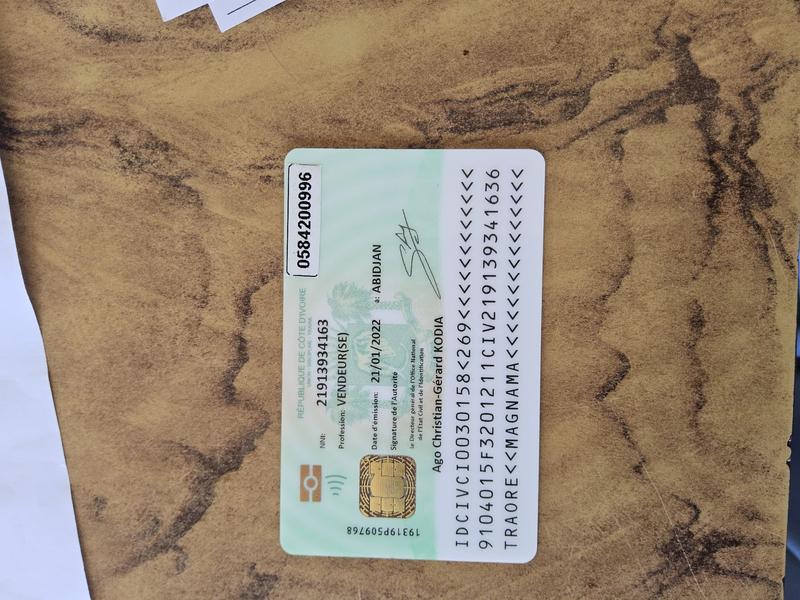 0584200996
RÉPUBLIQUE DE CÔTE D'IVOIRE
NNI: 21913934163
Profession: VENDEUR(SE)
Date d'émission: 21/01/2022 à: ABIDJAN
Signature de l'Autorité
Le Directeur général de l'Office National
de l'Etat Civil et de l'Identification
Ago Christian-Gérard KODIA
19319P509768
IDCIVCI0030158<269<<<<<<<<<<<<
9104015F3201211CIV219139341636
TRAORE<<MAGNAMA<<<<<<<<<<<<<<<